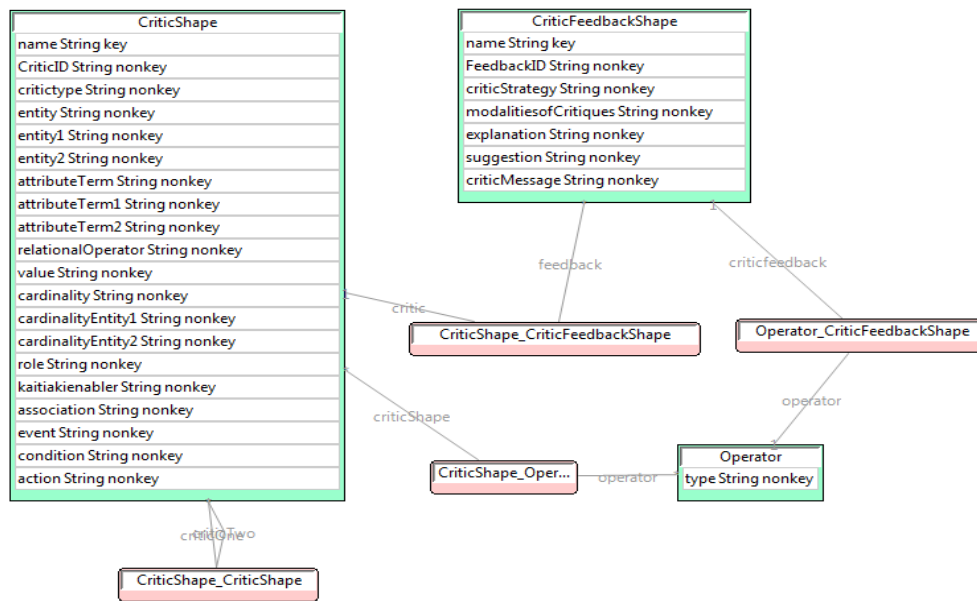 CriticShape
name String key
CriticID String nonkey
critictype String nonkey
entity String nonkey
entity1 String nonkey
entity2 String nonkey
attributeTerm String nonkey
attributeTerm1 String nonkey
attributeTerm2 String nonkey
relationalOperator String nonkey
value String nonkey
cardinality String nonkey
cardinalityEntity1 String nonkey
cardinalityEntity2 String nonkey
role String nonkey
kaitiakienabler String nonkey
association String nonkey
event String nonkey
condition String nonkey
action String nonkey
CriticFeedbackShape
name String key
FeedbackID String nonkey
criticStrategy String nonkey
modalitiesofCritiques String nonkey
explanation String nonkey
suggestion String nonkey
criticMessage String nonkey
1
feedback
criticfeedback
1
critic
CriticShape_CriticFeedbackShape
Operator_CriticFeedbackShape
criticShape
operator
1
CriticShape_Oper...
operator
Operator
type String nonkey
criticTwo
criticOne
CriticShape_CriticShape